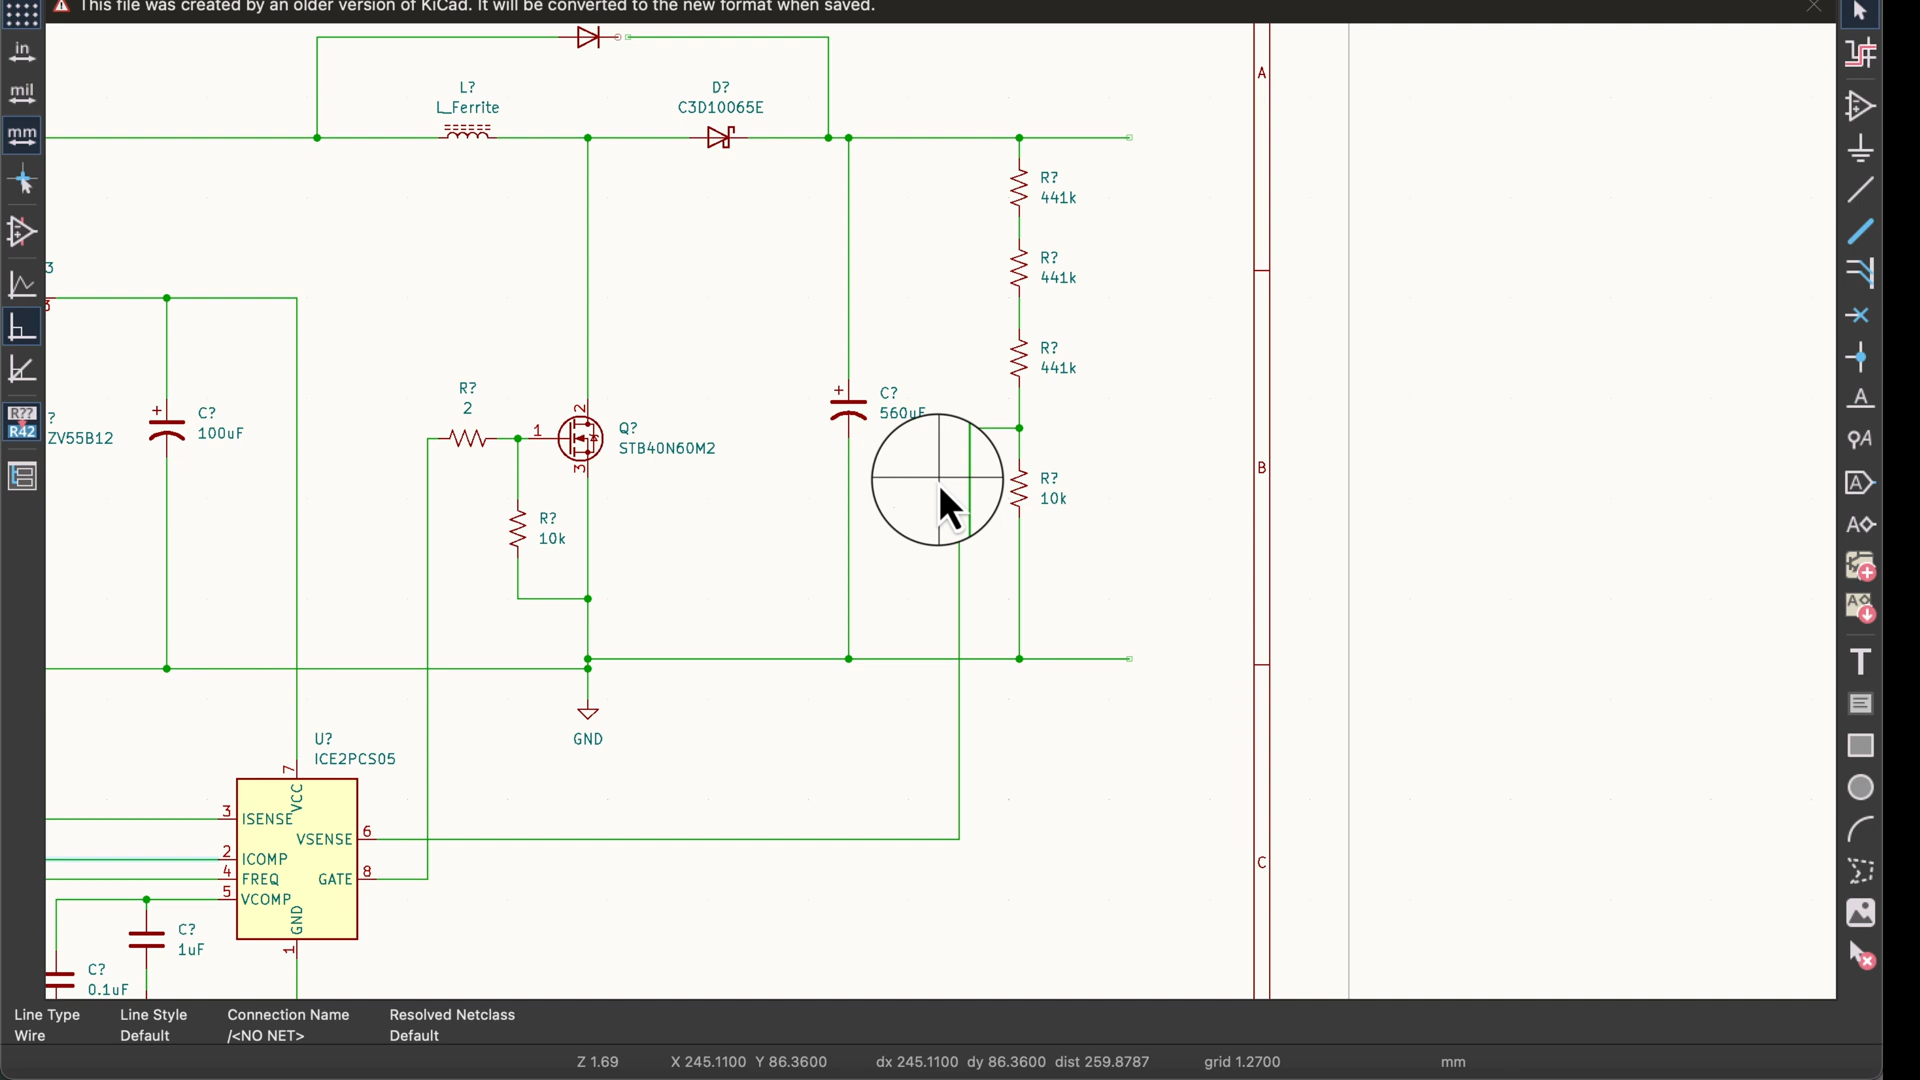 This file was created by an older version of KiCad. It will be converted to the new format when saved.
in
mil
mm
R??
R42
L?
L_Ferrite
D?
C3D10065E
A
R?
441k
R?
441k
R?
441k
3
3
?
ZV55B12
+
C?
100uF
R?
2
1
2
3
Q?
STB40N60M2
R?
10k
+
C?
560uF
R?
10k
B
GND
U?
ICE2PCS05
7
VCC
3
ISENSE
VSENSE
6
2
ICOMP
4
FREQ
GATE
8
5
VCOMP
GND
1
C
C?
1uF
C?
0.1uF
Line Type
Line Style
Connection Name
Resolved Netclass
Wire
Default
/<NO NET>
Default
Z 1.69
X 245.1100 Y 86.3600
dx 245.1100 dy 86.3600 dist 259.8787
grid 1.2700
mm
A
A
A
A
A
T